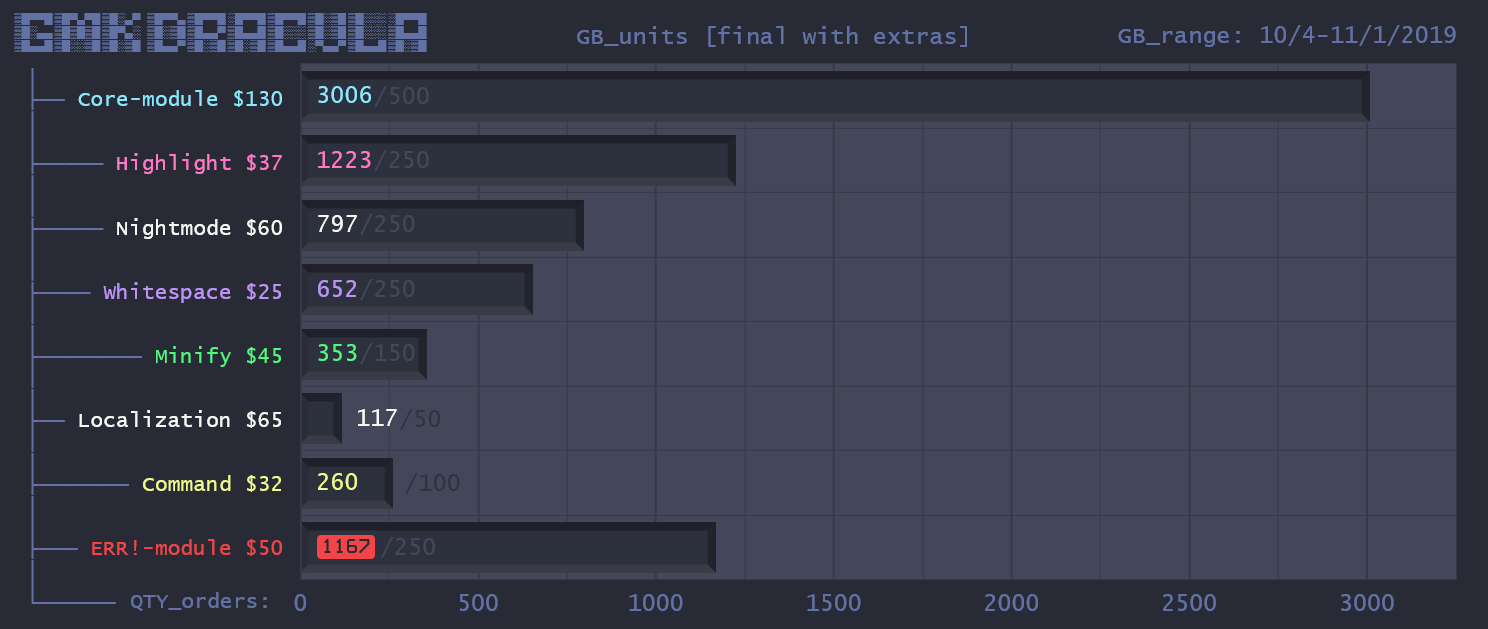 GMK DRACULA
GB_units [final with extras]
GB_range: 10/4-11/1/2019
Core-module $130 3006/500
Highlight $37 1223/250
Nightmode $60 797/250
Whitespace $25 652/250
Minify $45 353/150
Localization $65 117/50
Command $32 260 /100
ERR!-module $50 1167/250
QTY_orders: 0 500 1000 1500 2000 2500 3000